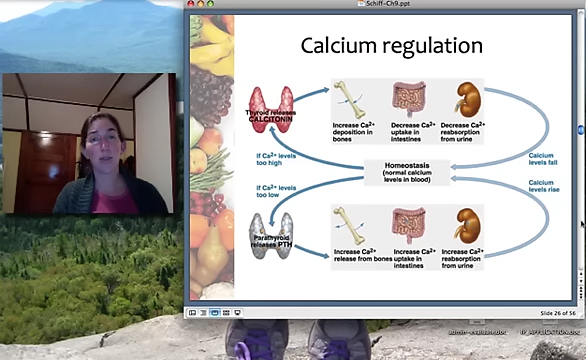 Schiff-Ch9.ppt
Calcium regulation
Thyroid releases
CALCITONIN
Increase Ca2+
deposition in
bones
Decrease Ca2+
uptake in
intestines
Decrease Ca2+
reabsorption
from urine
If Ca2+ levels
too high
Homeostasis
(normal calcium
levels in blood)
Calcium
levels fall
If Ca2+ levels
too low
Calcium
levels rise
Parathyroid
releases PTH
Increase Ca2+
release from bones
Increase Ca2+
uptake in
intestines
Increase Ca2+
reabsorption
from urine
Slide 26 of 56